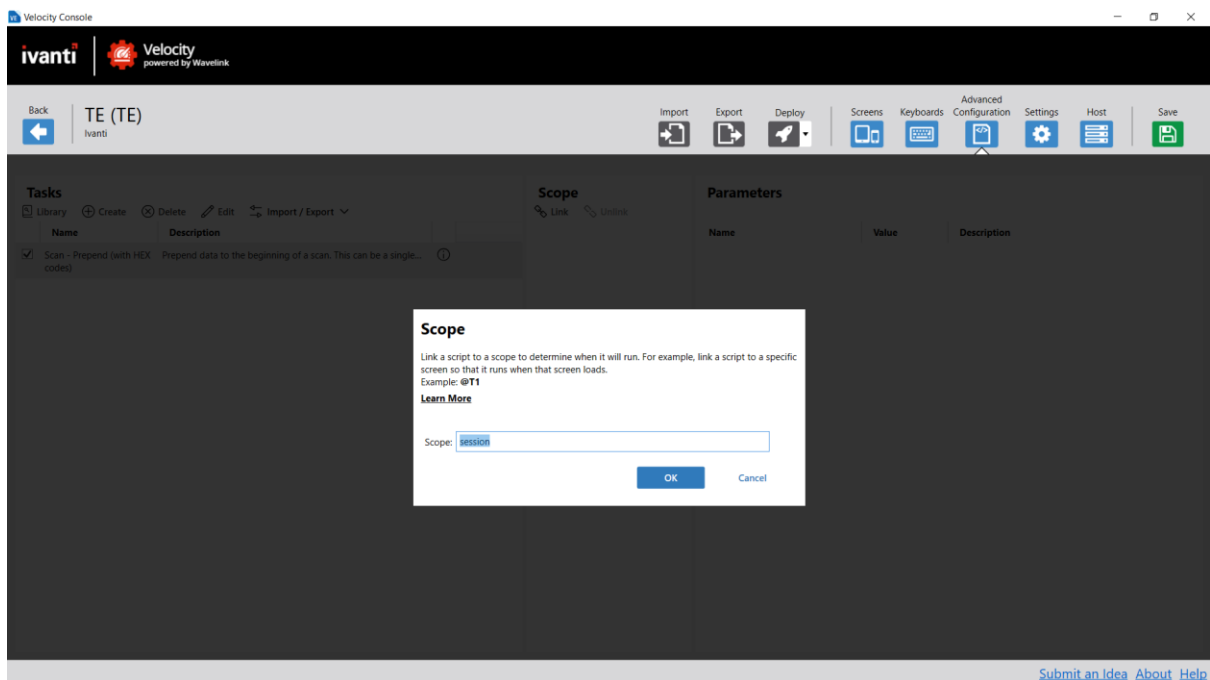 Velocity Console
ivanti
Velocity
powered by Wavelink
Back
TE (TE)
Ivanti
Import
Export
Deploy
Screens
Keyboards
Advanced
Configuration
Settings
Host
Save
Tasks
Library
Create
Delete
Edit
Import / Export
Name
Description
Scan - Prepend (with HEX
codes)
Prepend data to the beginning of a scan. This can be a single...
Scope
Link
Unlink
Parameters
Name
Value
Description
Scope
Link a script to a scope to determine when it will run. For example, link a script to a specific
screen so that it runs when that screen loads.
Example: @T1
Learn More
Scope: session
OK
Cancel
Submit an Idea
About
Help